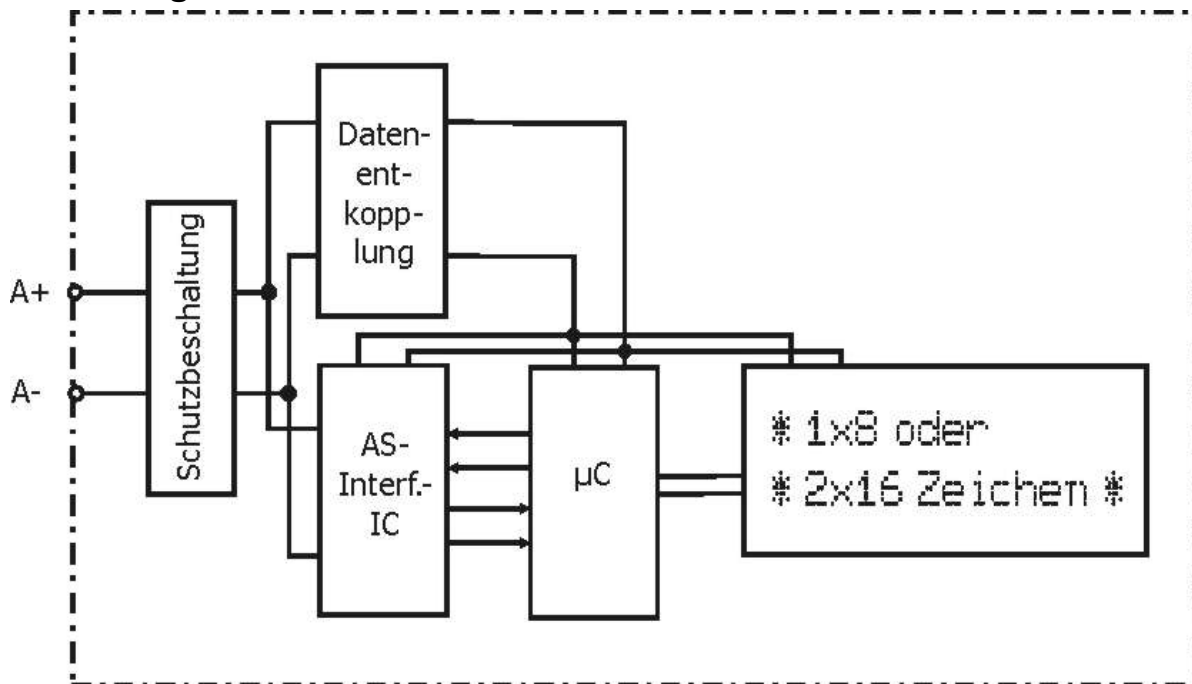 A+
A-
Schutzbeschaltung
Daten-
ent-
kopp-
lung
AS-
Interf.-
IC
µC
* 1x8 oder
* 2x16 Zeichen *